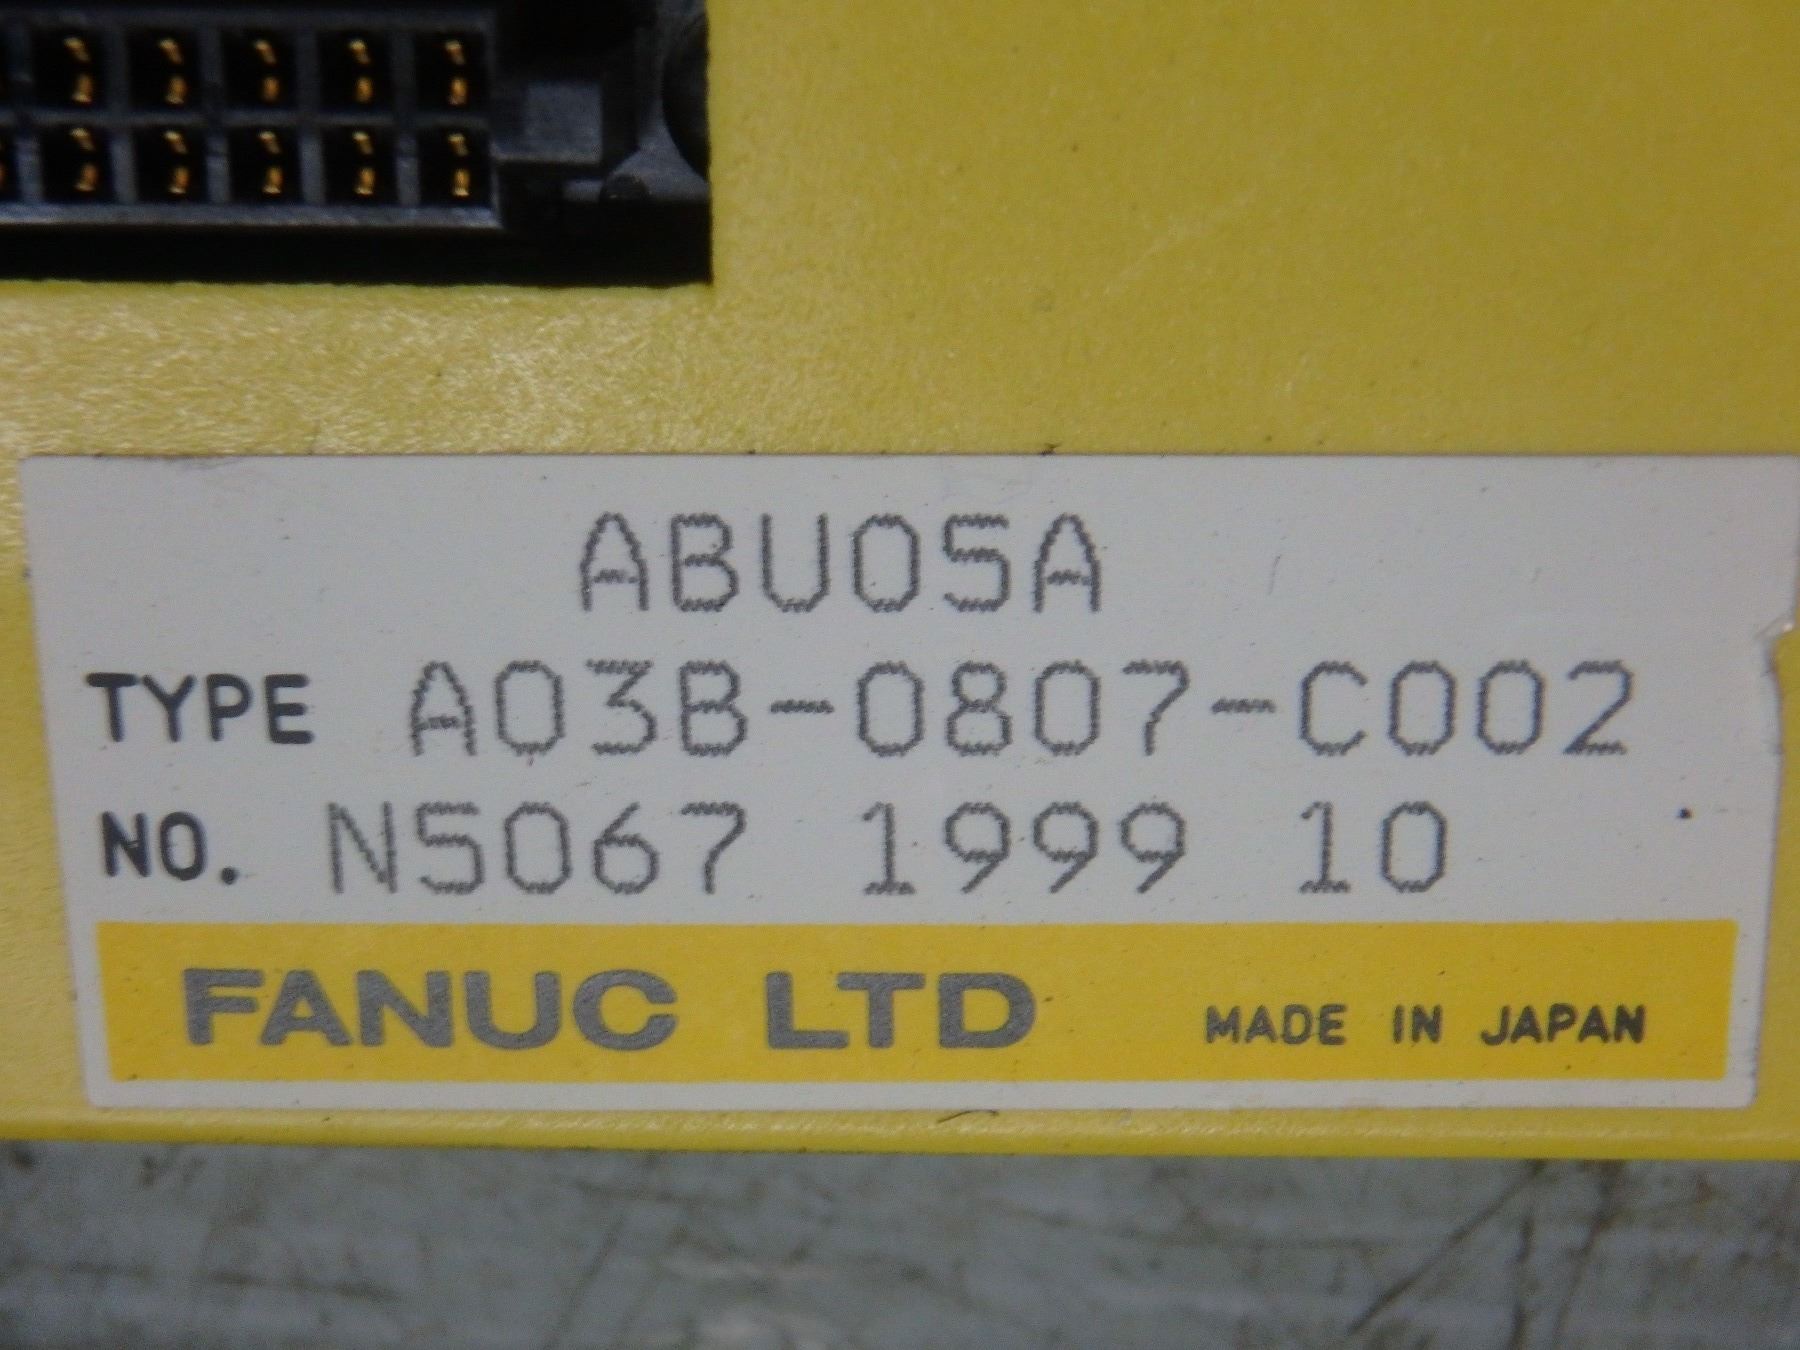 ABU05A
TYPE A03B-0807-C002
NO. N5067 1999 10
FANUC LTD MADE IN JAPAN